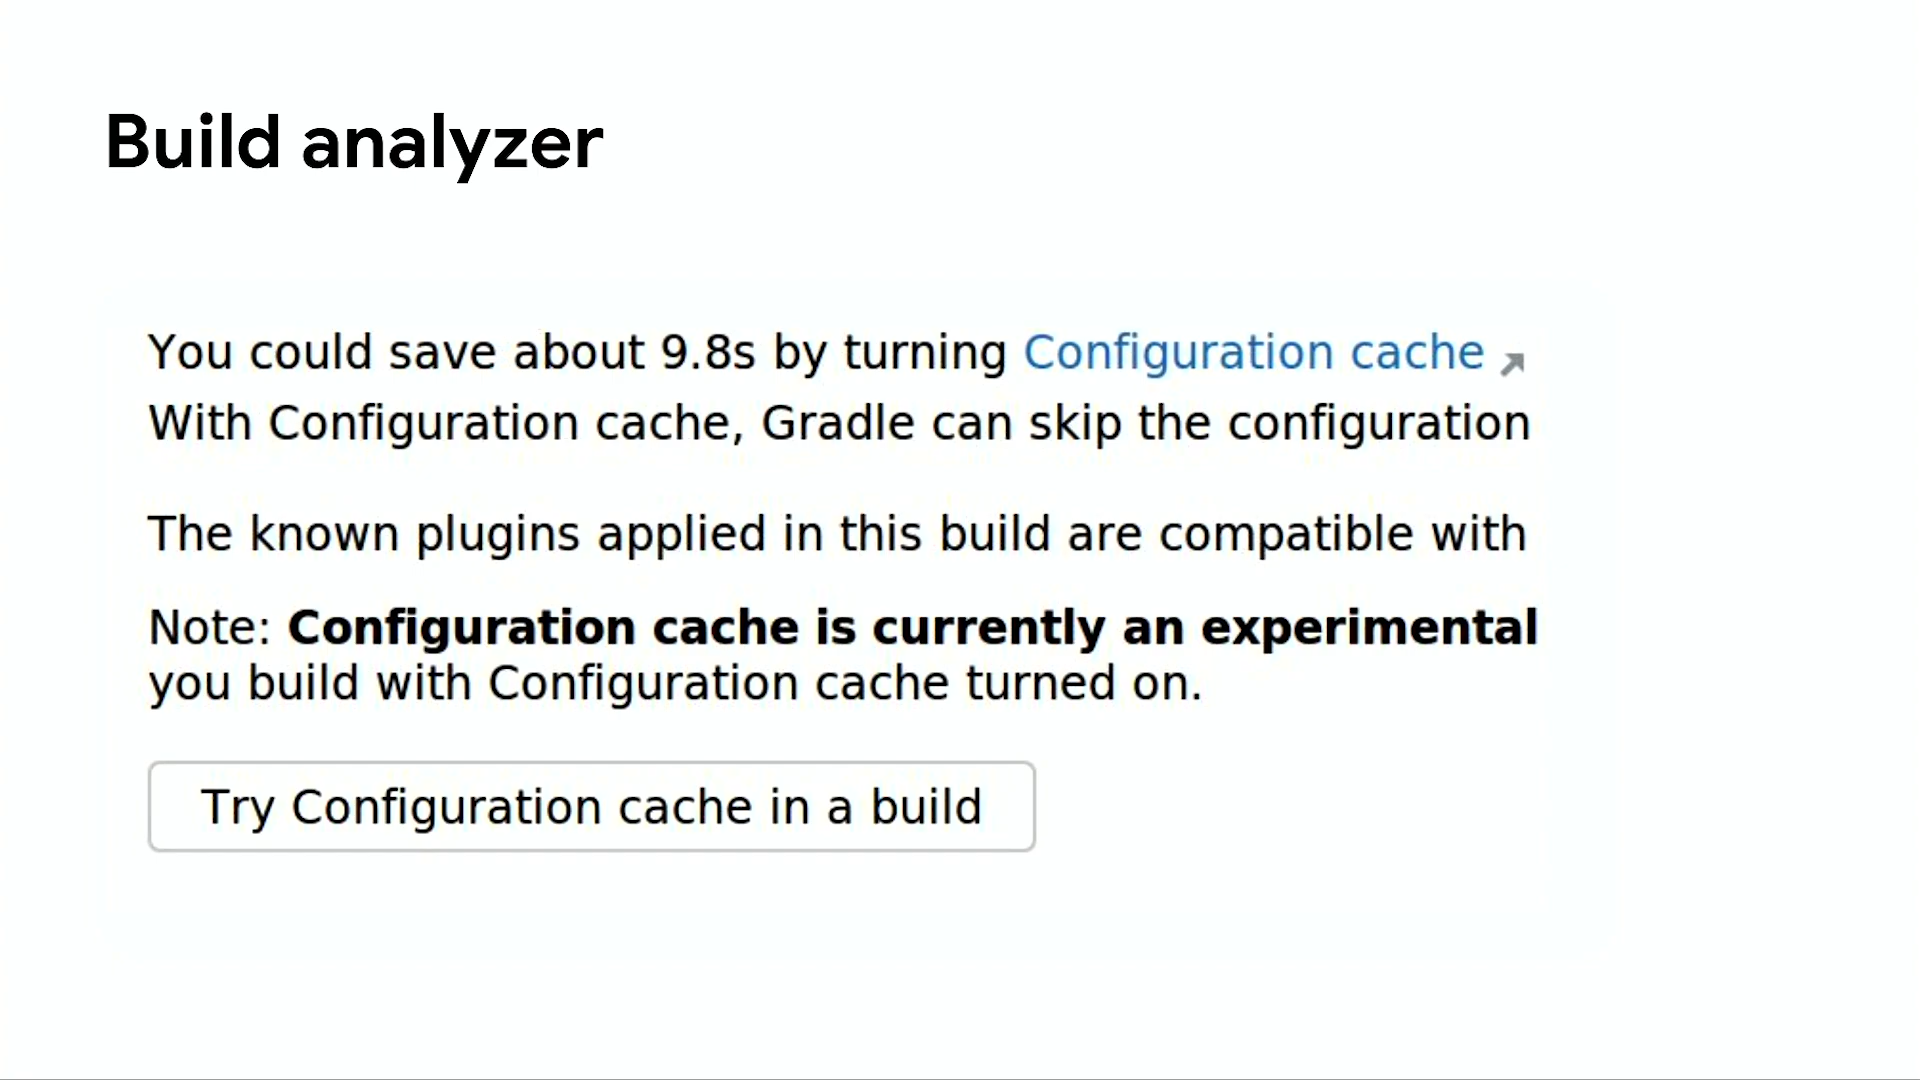 Build analyzer
You could save about 9.8s by turning Configuration cache
With Configuration cache, Gradle can skip the configuration
The known plugins applied in this build are compatible with
Note: Configuration cache is currently an experimental
you build with Configuration cache turned on.
Try Configuration cache in a build